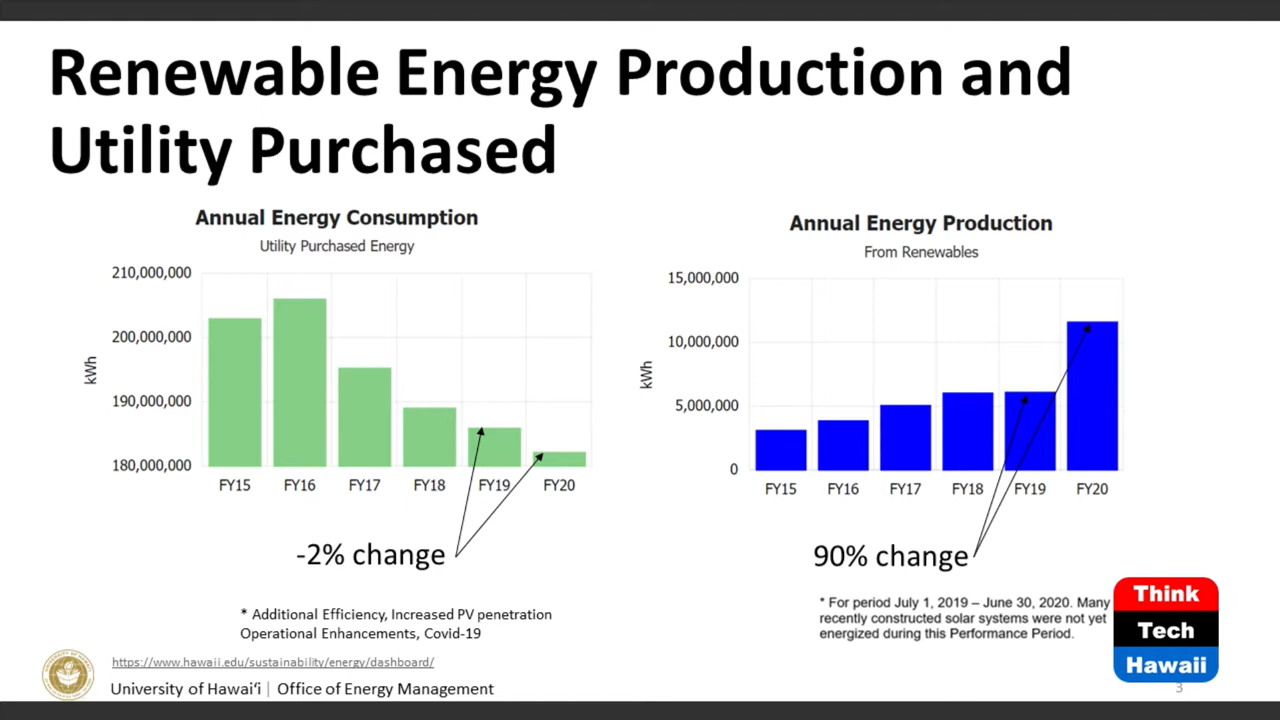 Renewable Energy Production and
Utility Purchased
Annual Energy Consumption
Utility Purchased Energy
210,000,000
200,000,000
190,000,000
180,000,000
kWh
FY15 FY16 FY17 FY18 FY19 FY20
-2% change
* Additional Efficiency, Increased PV penetration
Operational Enhancements, Covid-19
Annual Energy Production
From Renewables
15,000,000
10,000,000
5,000,000
0
kWh
FY15 FY16 FY17 FY18 FY19 FY20
90% change
* For period July 1, 2019 – June 30, 2020. Many
recently constructed solar systems were not yet
energized during this Performance Period.
Think
Tech
Hawaii
https://www.hawaii.edu/sustainability/energy/dashboard/
University of Hawaiʻi | Office of Energy Management
3